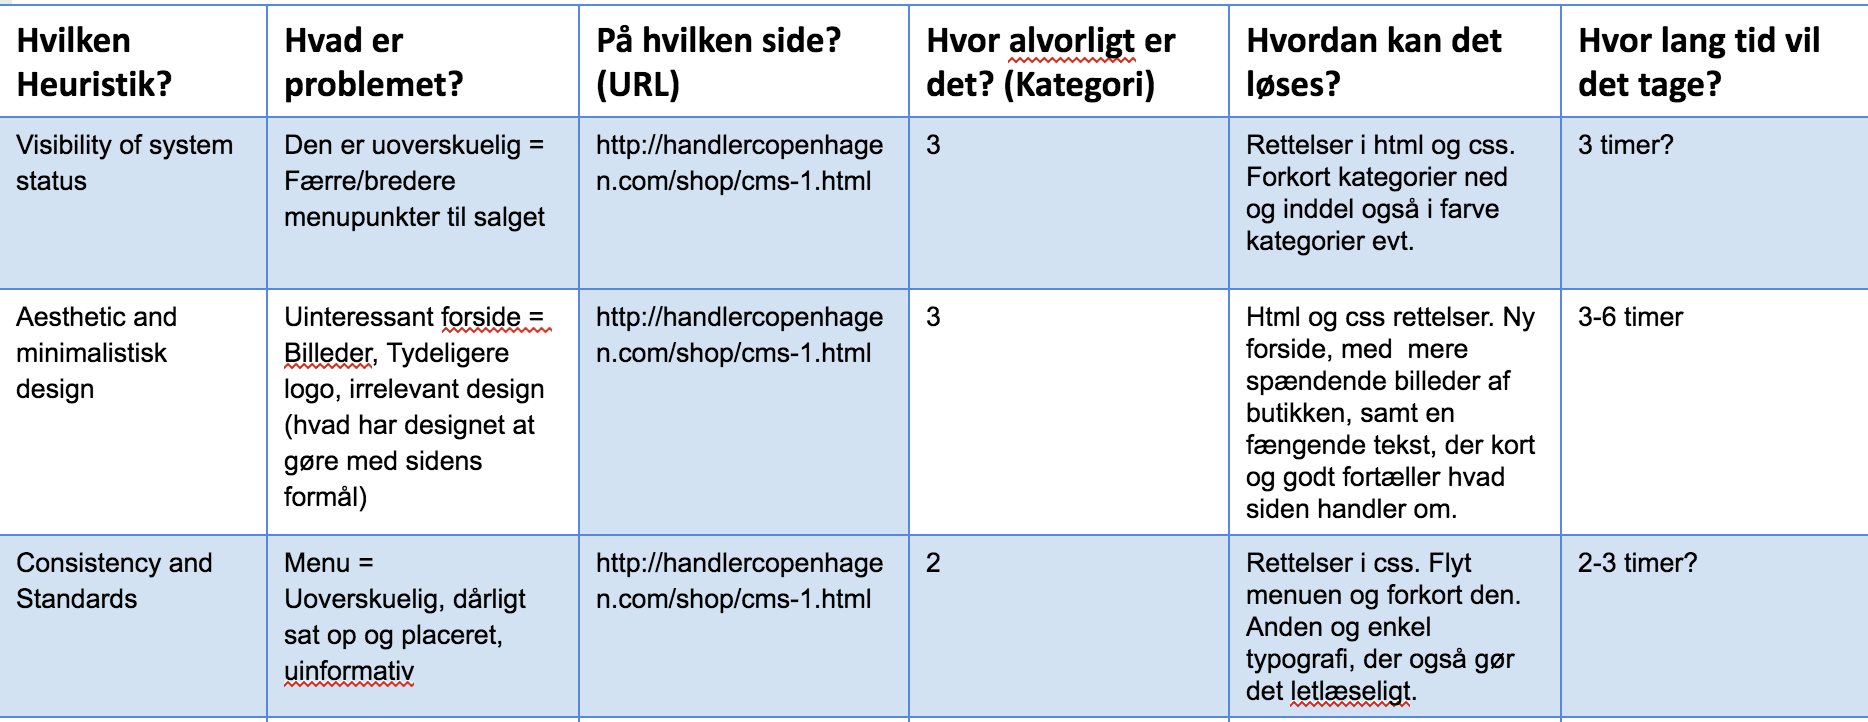 Hvilken
Heuristik?
Hvad er
problemet?
På hvilken side?
(URL)
Hvor alvorligt er
det? (Kategori)
Hvordan kan det
løses?
Hvor lang tid vil
det tage?
Visibility of system
status
Den er uoverskuelig =
Færre/bredere
menupunkter til salget
http://handlercopenhage
n.com/shop/cms-1.html
3
Rettelser i html og css.
Forkort kategorier ned
og inddel også i farve
kategorier evt.
3 timer?
Aesthetic and
minimalistisk
design
Uinteressant forside =
Billeder, Tydeligere
logo, irrelevant design
(hvad har designet at
gøre med sidens
formål)
http://handlercopenhage
n.com/shop/cms-1.html
3
Html og css rettelser. Ny
forside, med  mere
spændende billeder af
butikken, samt en
fængende tekst, der kort
og godt fortæller hvad
siden handler om.
3-6 timer
Consistency and
Standards
Menu =
Uoverskuelig, dårligt
sat op og placeret,
uinformativ
http://handlercopenhage
n.com/shop/cms-1.html
2
Rettelser i css. Flyt
menuen og forkort den.
Anden og enkel
typografi, der også gør
det letlæseligt.
2-3 timer?